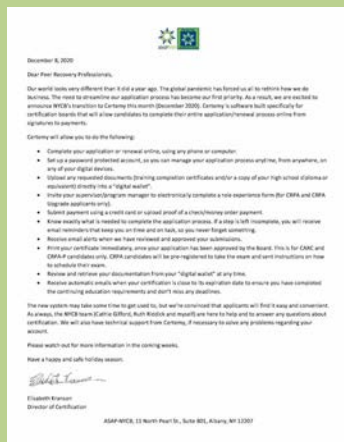 ASAP-NYCB
December 8, 2020
Dear Peer Recovery Professionals,
Our world looks very different than it did a year ago. The global pandemic has forced us all to rethink how we do
business. The need to streamline our application process has become our first priority. As a result, we are excited to
announce NYCB's transition to Certemy this month (December 2020). Certemy is software built specifically for
certification boards that will allow candidates to complete their entire application/renewal process online from
signatures to payments.
Certemy will allow you to do the following:
• Complete your application or renewal online, using any phone or computer.
• Set up a password protected account, so you can manage your application process anytime, from anywhere, on
any of your digital devices.
• Upload any requested documents (training completion certificates and/or a copy of your high school diploma or
equivalent) directly into a "digital wallet".
• Invite your supervisor/program manager to electronically complete a role experience form (for CRPA and CRPA
Upgrade applicants only).
• Submit payment using a credit card or upload proof of a check/money order payment.
• Know exactly what is needed to complete the application process. If a step is left incomplete, you will receive
email reminders that keep you on time and on task, so you never forget something.
• Receive email alerts when we have reviewed and approved your submissions.
• Print your certificate immediately, once your application has been approved by the Board. This is for CARC and
CRPA-P candidates only. CRPA candidates will be pre-registered to take the exam and sent instructions on how
to schedule their exam.
• Review and retrieve your documentation from your "digital wallet" at any time.
• Receive automatic emails when your certification is close to its expiration date to ensure you have completed
the continuing education requirements and don't miss any deadlines.
The new system may take some time to get used to, but we're convinced that applicants will find it easy and convenient.
As always, the NYCB team (Cathie Gifford, Ruth Riddick and myself) are here to help and to answer any questions about
certification. We will also have technical support from Certemy, if necessary to solve any problems regarding your
account.
Please watch out for more information in the coming weeks.
Have a happy and safe holiday season.
Elizabeth Kranson
Director of Certification
ASAP-NYCB, 11 North Pearl St., Suite 801, Albany, NY 12207